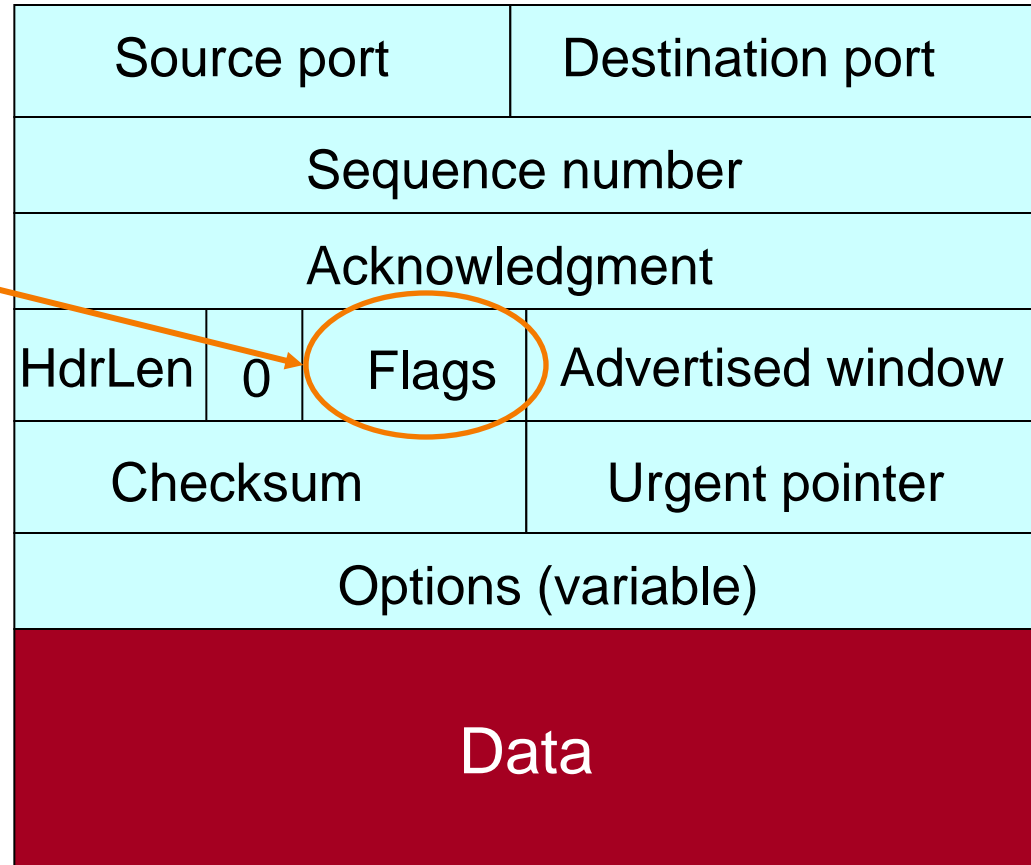 Source port Destination port
Sequence number
Acknowledgment
HdrLen 0 Flags Advertised window
Checksum Urgent pointer
Options (variable)
Data